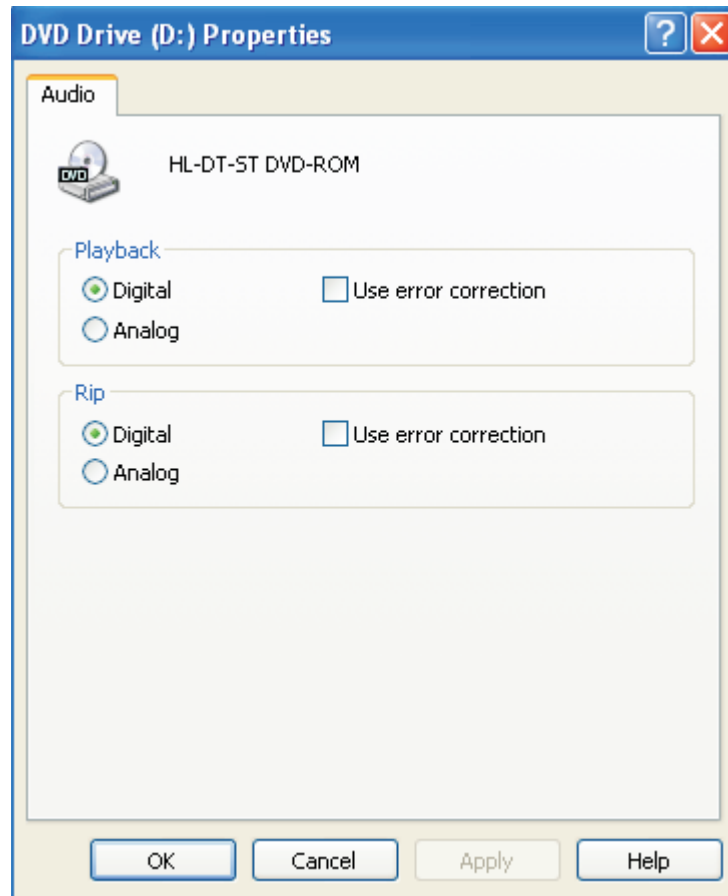 DVD Drive (D:) Properties
?
Audio
DVD
HL-DT-ST DVD-ROM
Playback
Digital
Use error correction
Analog
Rip
Digital
Use error correction
Analog
OK
Cancel
Apply
Help